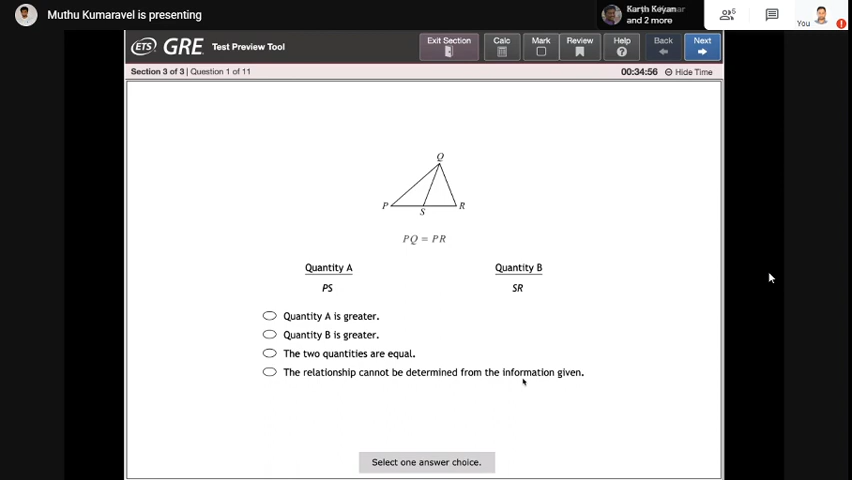 Muthu Kumaravel is presenting
and 2 more
5
You
ETS GRE Test Preview Tool
Exit Section
Calc
Mark
Review
Help
Back
Next
Section 3 of 3 | Question 1 of 11
00:34:56 Hide Time
Q
P
S
R
PQ = PR
Quantity A
Quantity B
PS
SR
Quantity A is greater.
Quantity B is greater.
The two quantities are equal.
The relationship cannot be determined from the information given.
Select one answer choice.